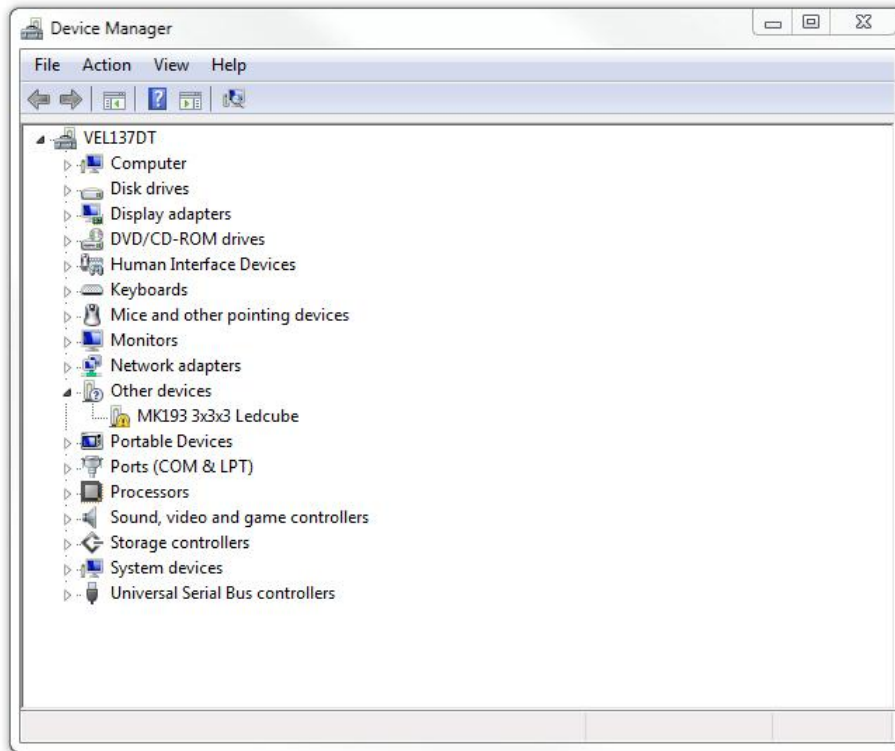 Device Manager
File Action View Help
VEL137DT
Computer
Disk drives
Display adapters
DVD/CD-ROM drives
Human Interface Devices
Keyboards
Mice and other pointing devices
Monitors
Network adapters
Other devices
MK193 3x3x3 Ledcube
Portable Devices
Ports (COM & LPT)
Processors
Sound, video and game controllers
Storage controllers
System devices
Universal Serial Bus controllers